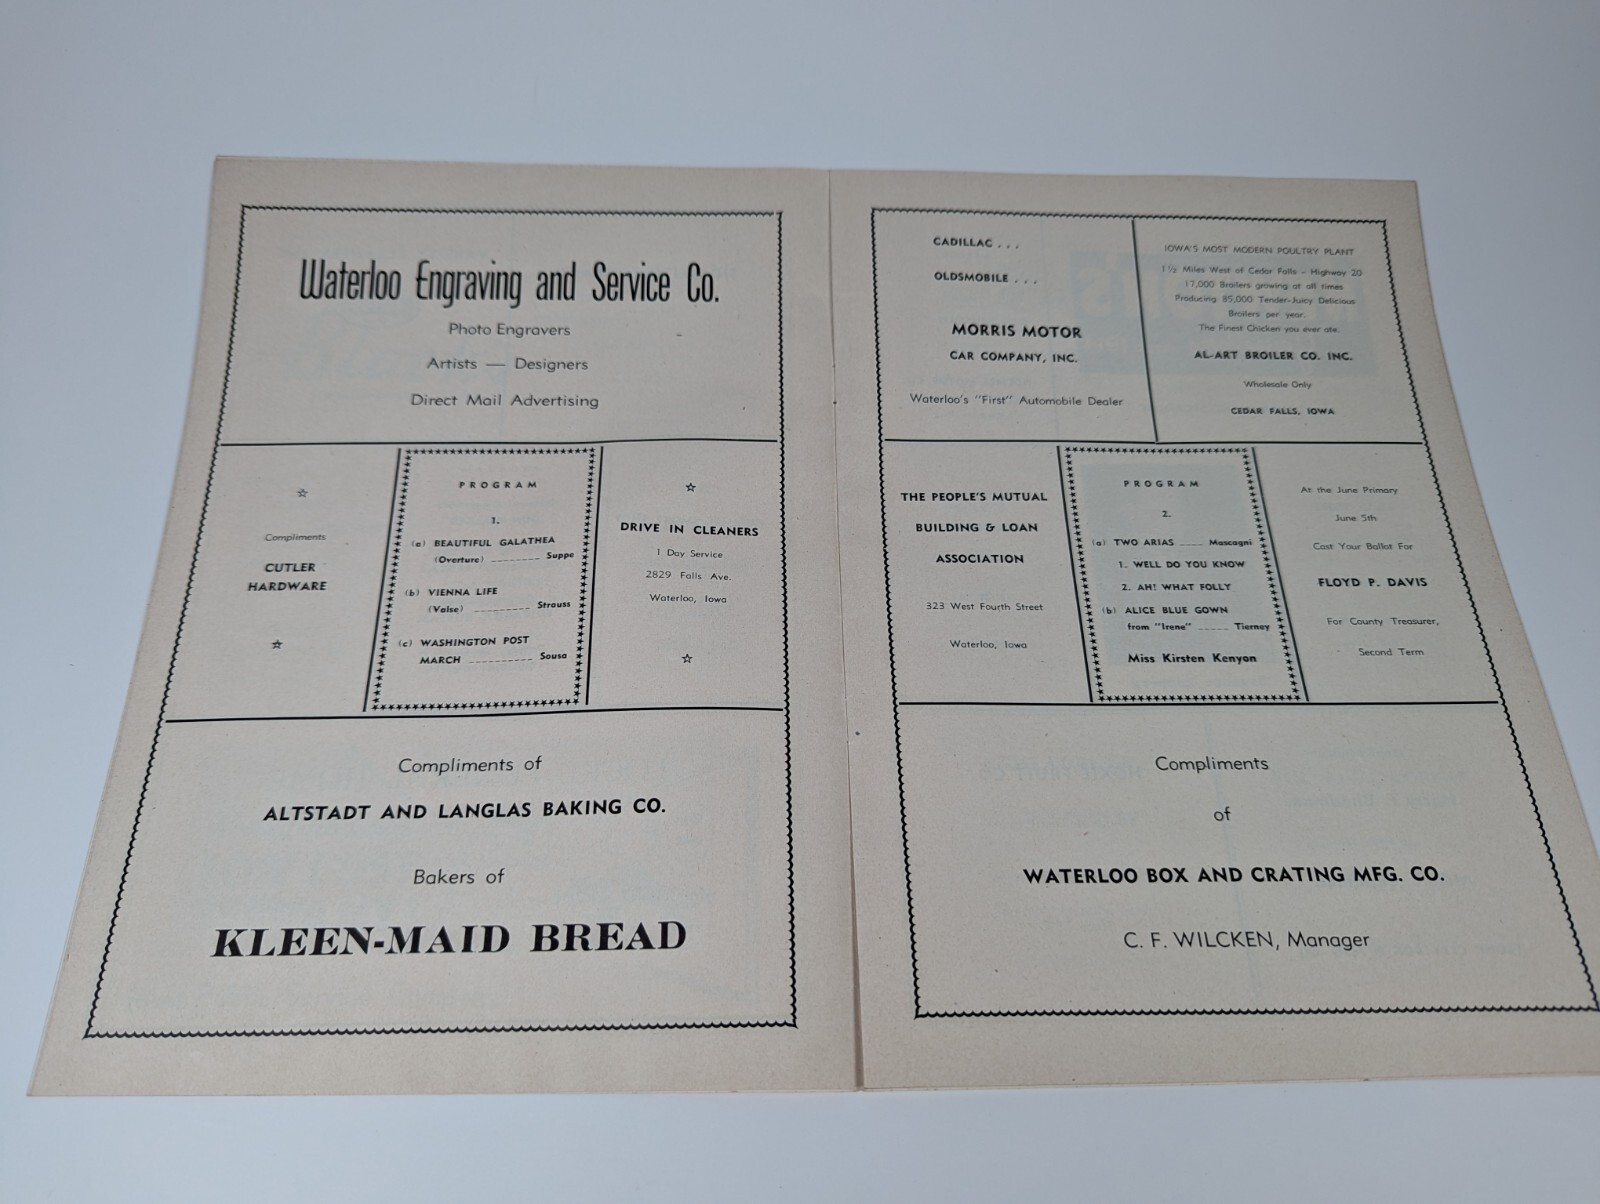 Waterloo Engraving and Service Co.
Photo Engravers
Artists — Designers
Direct Mail Advertising
☆
Compliments
CUTLER
HARDWARE
☆
PROGRAM
1.
(a) BEAUTIFUL GALATHEA
(Overture) ________ Suppe
(b) VIENNA LIFE
(Valse) __________ Strauss
(c) WASHINGTON POST
MARCH __________ Sousa
☆
DRIVE IN CLEANERS
1 Day Service
2829 Falls Ave.
Waterloo, Iowa
☆
Compliments of
ALTSTADT AND LANGLAS BAKING CO.
Bakers of
KLEEN-MAID BREAD
CADILLAC . . .
OLDSMOBILE . . .
MORRIS MOTOR
CAR COMPANY, INC.
Waterloo's "First" Automobile Dealer
IOWA'S MOST MODERN POULTRY PLANT
1 1/2 Miles West of Cedar Falls - Highway 20
17,000 Broilers growing at all times
Producing 85,000 Tender-Juicy Delicious
Broilers per year.
The Finest Chicken you ever ate.
AL-ART BROILER CO. INC.
Wholesale Only
CEDAR FALLS, IOWA
THE PEOPLE'S MUTUAL
BUILDING & LOAN
ASSOCIATION
323 West Fourth Street
Waterloo, Iowa
PROGRAM
2.
(a) TWO ARIAS ____ Mascagni
1. WELL DO YOU KNOW
2. AH! WHAT FOLLY
(b) ALICE BLUE GOWN
from "Irene" _____ Tierney
Miss Kirsten Kenyon
At the June Primary
June 5th
Cast Your Ballot For
FLOYD P. DAVIS
For County Treasurer,
Second Term
Compliments
of
WATERLOO BOX AND CRATING MFG. CO.
C. F. WILCKEN, Manager